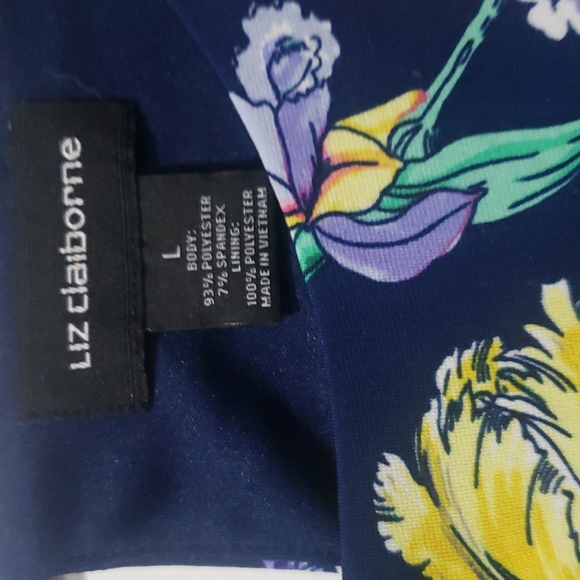 LIZ claiborne
L
BODY:
93% POLYESTER
7% SPANDEX
LINING:
100% POLYESTER
MADE IN VIETNAM